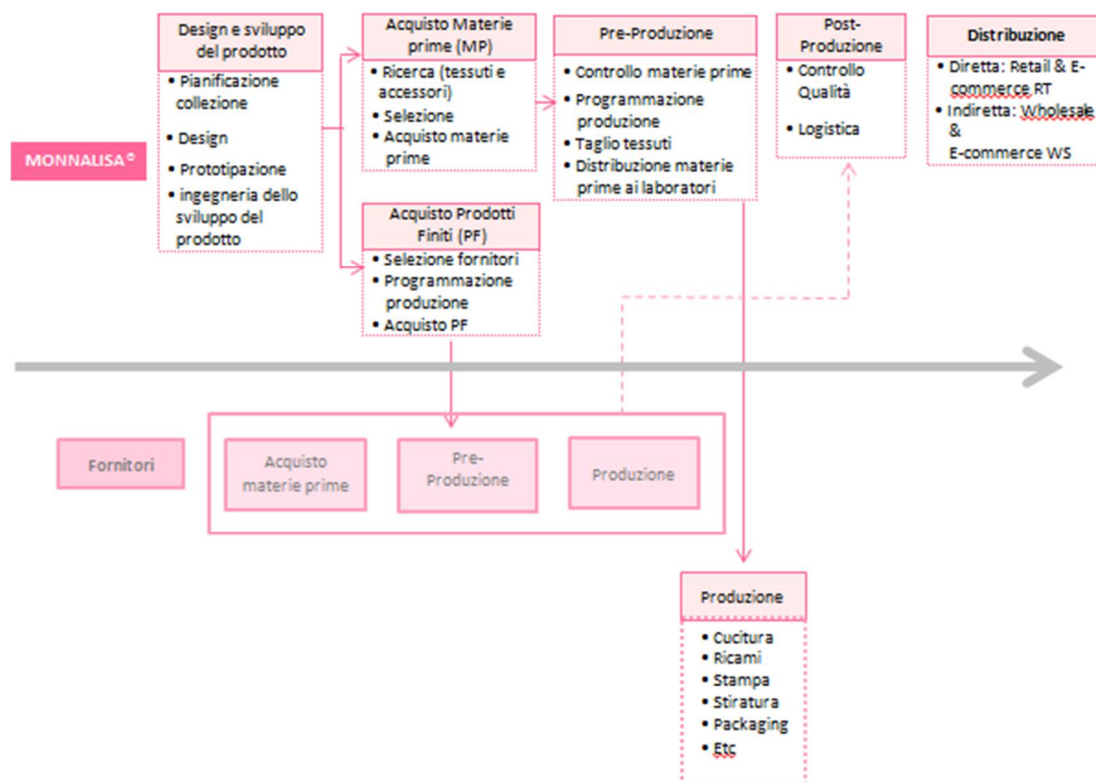 MONNALISA®
Design e sviluppo
del prodotto
• Pianificazione
collezione
• Design
• Prototipazione
• ingegneria dello
sviluppo del
prodotto
Acquisto Materie
prime (MP)
• Ricerca (tessuti e
accessori)
• Selezione
• Acquisto materie
prime
Acquisto Prodotti
Finiti (PF)
• Selezione fornitori
• Programmazione
produzione
• Acquisto PF
Pre-Produzione
• Controllo materie prime
• Programmazione
produzione
• Taglio tessuti
• Distribuzione materie
prime ai laboratori
Post-
Produzione
• Controllo
Qualità
• Logistica
Distribuzione
• Diretta: Retail & E-
commerce RT
• Indiretta: Wholesale
&
E-commerce WS
Fornitori
Acquisto
materie prime
Pre-
Produzione
Produzione
Produzione
• Cucitura
• Ricami
• Stampa
• Stiratura
• Packaging
• Etc